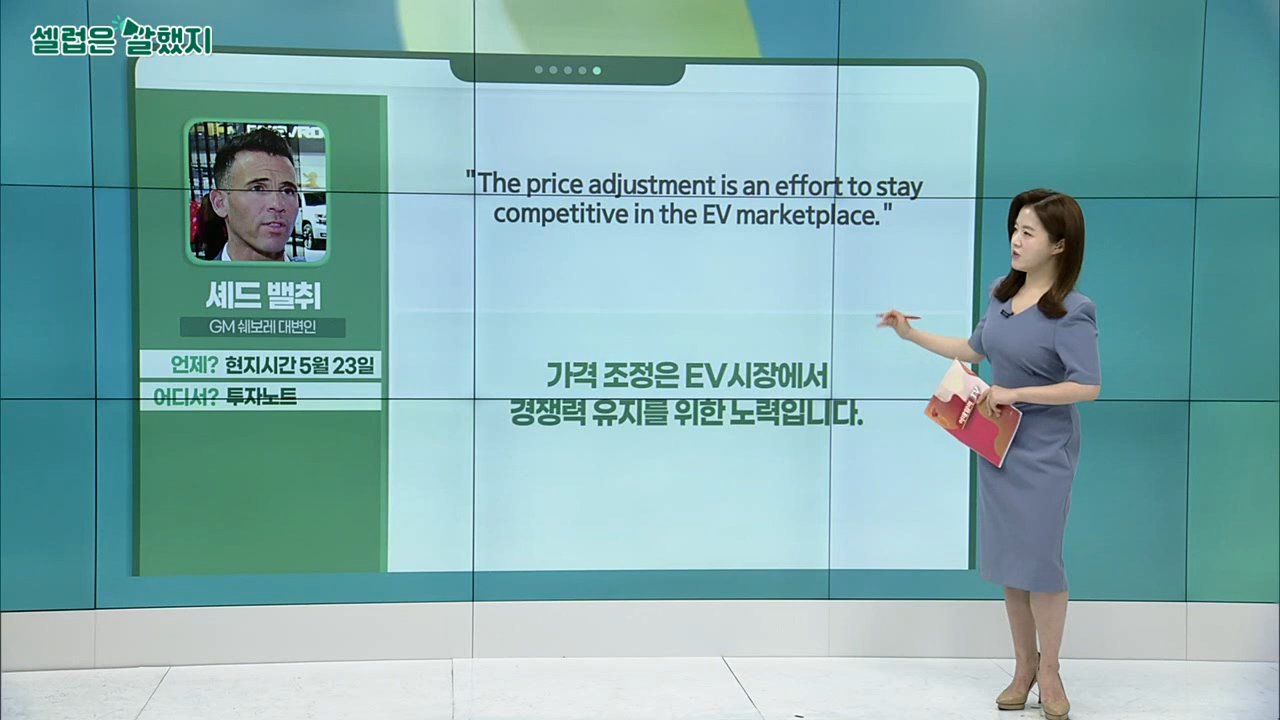 셀럽은 말했지
CHEVRO
"The price adjustment is an effort to stay
competitive in the EV marketplace."
셰드 밸취
GM 쉐보레 대변인
언제? 현지시간 5월 23일
어디서? 투자노트
가격 조정은 EV시장에서
경쟁력 유지를 위한 노력입니다.